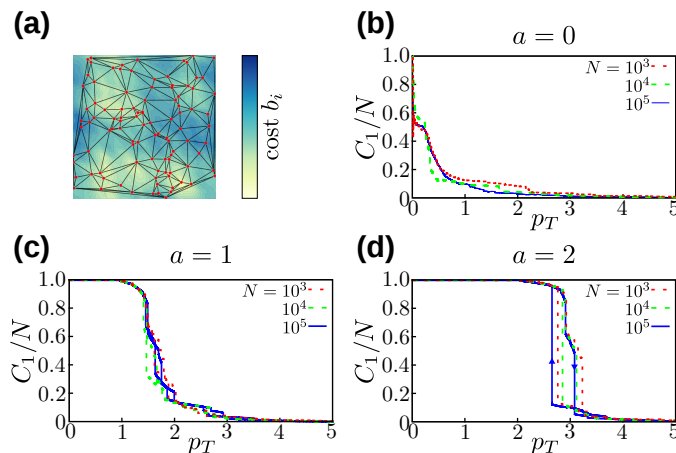 (a)
cost b_i
(b)
a = 0
C_1/N
1.0
0.8
0.6
0.4
0.2
0
0 1 2 3 4 5
p_T
N = 10^3
10^4
10^5
(c)
a = 1
C_1/N
1.0
0.8
0.6
0.4
0.2
0
0 1 2 3 4 5
p_T
N = 10^3
10^4
10^5
(d)
a = 2
C_1/N
1.0
0.8
0.6
0.4
0.2
0
0 1 2 3 4 5
p_T
N = 10^3
10^4
10^5